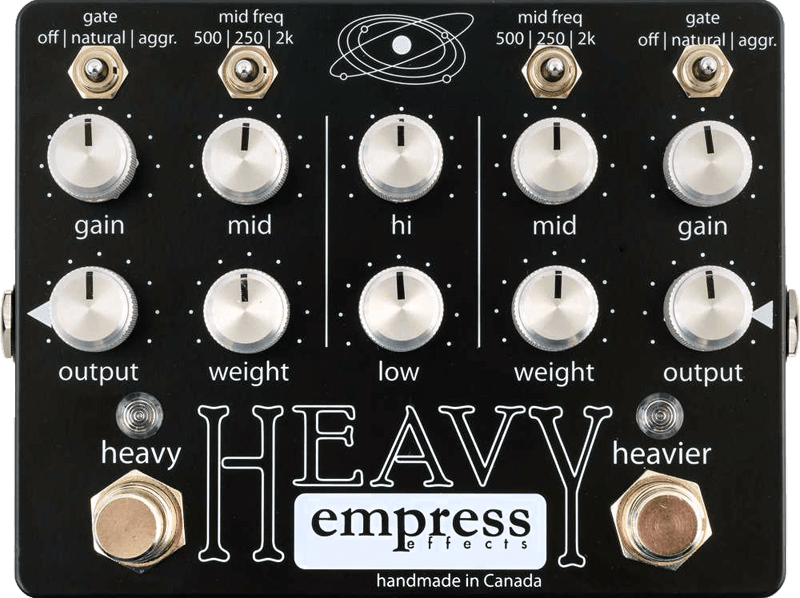 gate
off | natural | aggr.
mid freq
500 | 250 | 2k
mid freq
500 | 250 | 2k
gate
off | natural | aggr.
gain
mid
hi
mid
gain
output
weight
low
weight
output
heavy
HEAVY
heavier
empress
effects
handmade in Canada